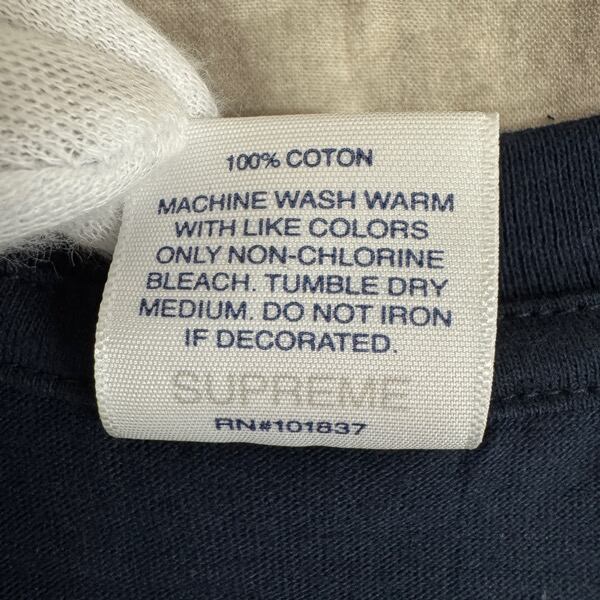 100% COTON
MACHINE WASH WARM
WITH LIKE COLORS
ONLY NON-CHLORINE
BLEACH. TUMBLE DRY
MEDIUM. DO NOT IRON
IF DECORATED.
SUPREME
RN#101837